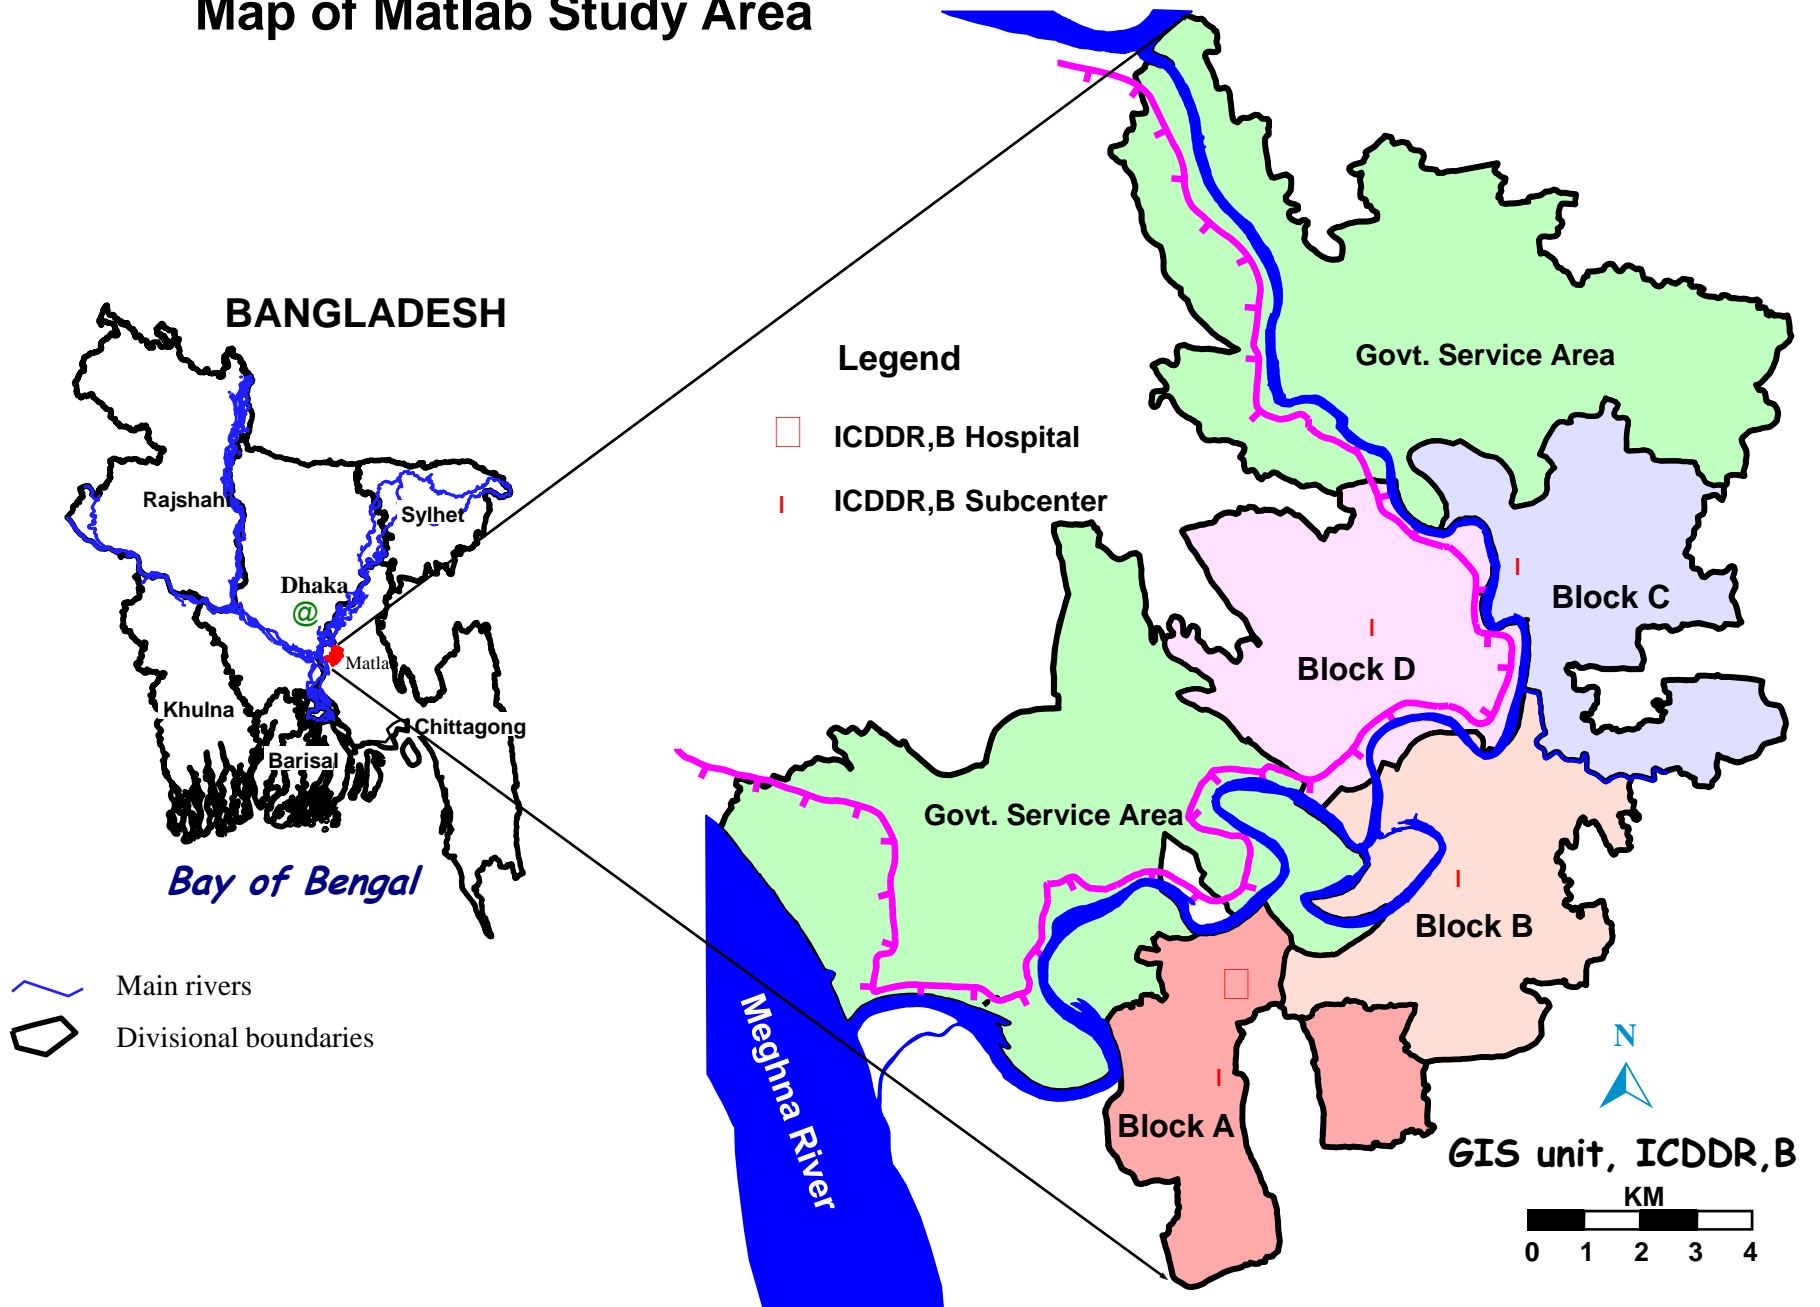 Map of Matlab Study Area
BANGLADESH
Legend
ICDDR,B Hospital
ICDDR,B Subcenter
Rajshahi
Sylhet
Dhaka
@
Matla
Khulna
Chittagong
Barisal
Bay of Bengal
Main rivers
Divisional boundaries
Govt. Service Area
Block C
Block D
Govt. Service Area
Block B
Block A
Meghna River
N
GIS unit, ICDDR,B
KM
0 1 2 3 4